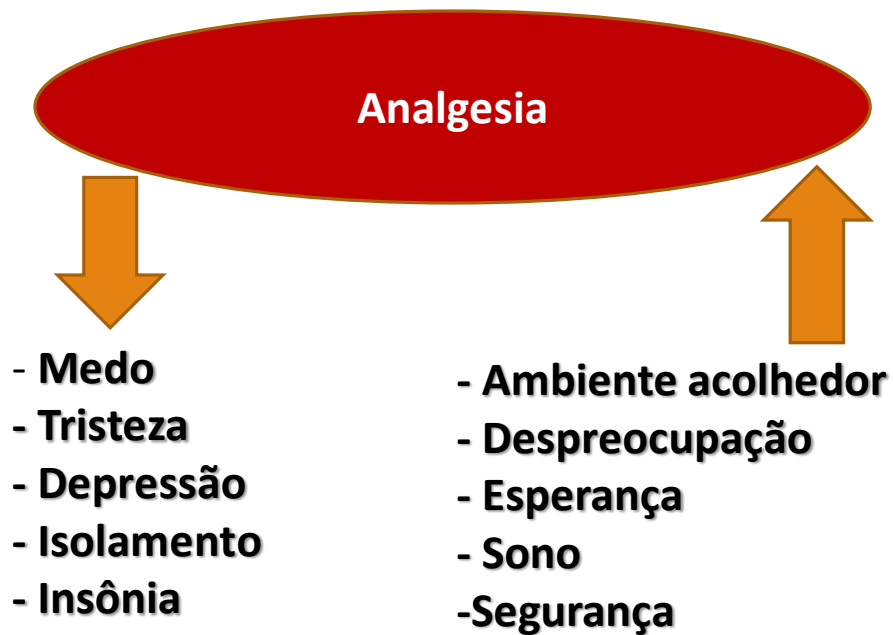 Analgesia
- Medo
- Tristeza
- Depressão
- Isolamento
- Insônia
- Ambiente acolhedor
- Despreocupação
- Esperança
- Sono
-Segurança